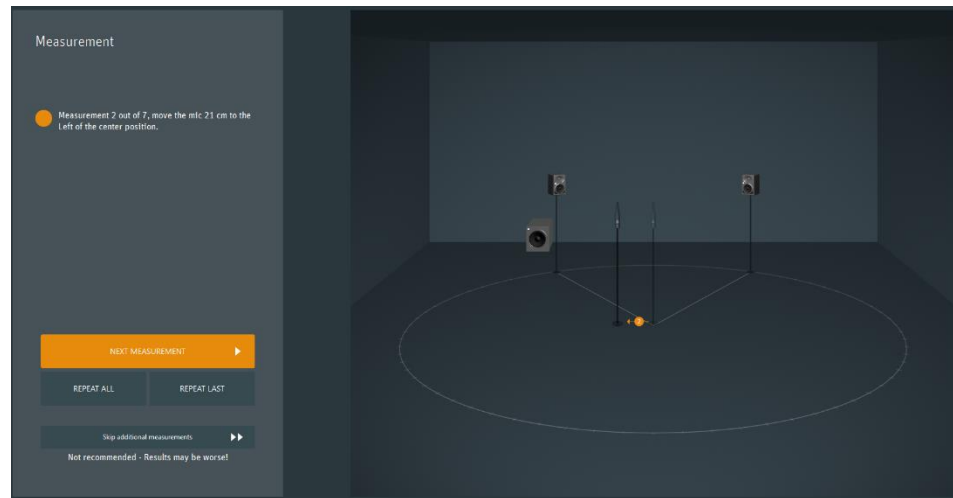 Measurement
Measurement 2 out of 7, move the mic 21 cm to the
Left of the center position.
NEXT MEASUREMENT
REPEAT ALL
REPEAT LAST
Skip additional measurements
Not recommended - Results may be worse!
2